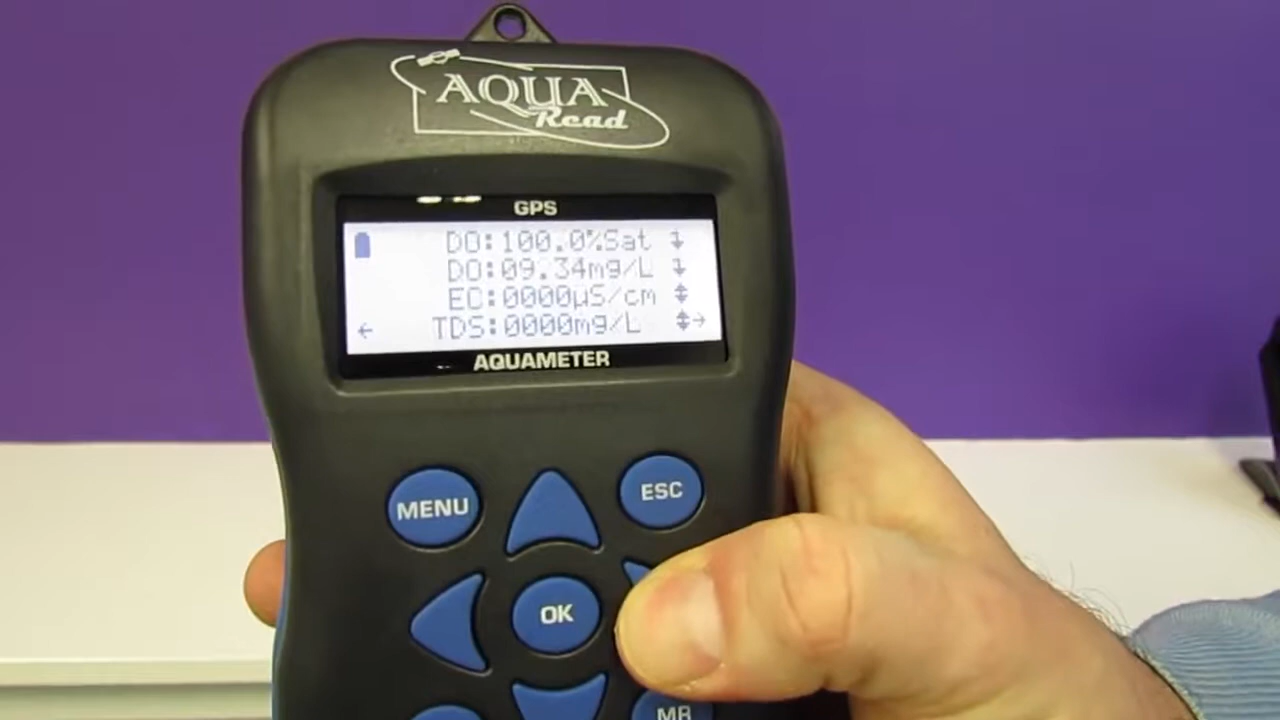 AQUA
Read
GPS
DO:100.0%Sat
DO:09.34mg/L
EC:0000µS/cm
← TDS:0000mg/L →
AQUAMETER
MENU
ESC
OK
MR